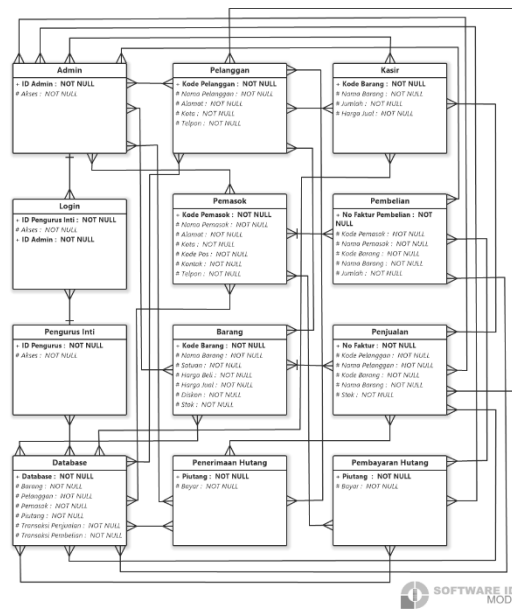 Admin
+ ID Admin : NOT NULL
# Akses : NOT NULL
Pelanggan
+ Kode Pelanggan : NOT NULL
# Nama Pelanggan : NOT NULL
# Alamat : NOT NULL
# Kota : NOT NULL
# Telpon : NOT NULL
Kasir
+ Kode Barang : NOT NULL
# Nama Barang : NOT NULL
# Jumlah : NOT NULL
# Harga Jual : NOT NULL
Login
+ ID Pengurus Inti : NOT NULL
# Akses : NOT NULL
+ ID Admin : NOT NULL
Pemasok
+ Kode Pemasok : NOT NULL
# Nama Pemasok : NOT NULL
# Alamat : NOT NULL
# Kota : NOT NULL
# Kode Pos : NOT NULL
# Kontak : NOT NULL
# Telpon : NOT NULL
Pembelian
+ No Faktur Pembelian : NOT
NULL
# Kode Pemasok : NOT NULL
# Nama Pemasok : NOT NULL
# Kode Barang : NOT NULL
# Nama Barang : NOT NULL
# Jumlah : NOT NULL
Pengurus Inti
+ ID Pengurus : NOT NULL
# Akses : NOT NULL
Barang
+ Kode Barang : NOT NULL
# Nama Barang : NOT NULL
# Satuan : NOT NULL
# Harga Beli : NOT NULL
# Harga Jual : NOT NULL
# Diskon : NOT NULL
# Stok : NOT NULL
Penjualan
+ No Faktur : NOT NULL
# Kode Pelanggan : NOT NULL
# Nama Pelanggan : NOT NULL
# Kode Barang : NOT NULL
# Nama Barang : NOT NULL
# Stok : NOT NULL
Database
+ Database : NOT NULL
# Barang : NOT NULL
# Pelanggan : NOT NULL
# Pemasok : NOT NULL
# Piutang : NOT NULL
# Transaksi Penjualan : NOT NULL
# Transaksi Pembelian : NOT NULL
Penerimaan Hutang
+ Piutang : NOT NULL
# Bayar : NOT NULL
Pembayaran Hutang
+ Piutang : NOT NULL
# Bayar : NOT NULL
SOFTWARE ID
MOD